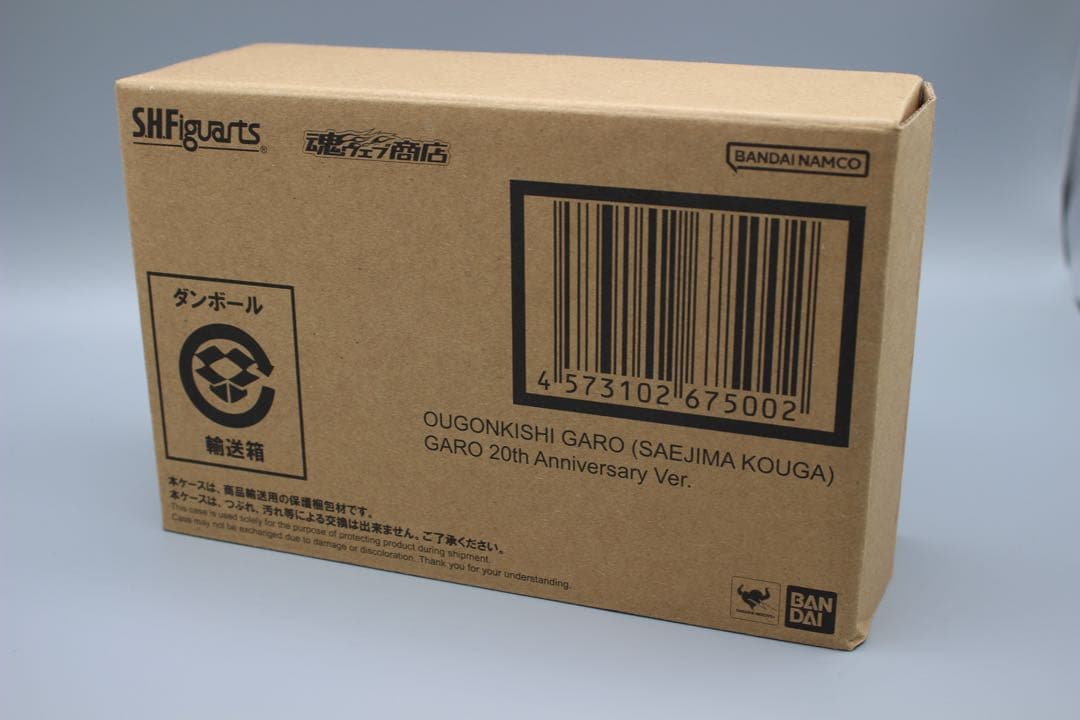 S.H.Figuarts®
魂ウェブ商店
BANDAI NAMCO
4 573102 675002
OUGONKISHI GARO (SAEJIMA KOUGA)
GARO 20th Anniversary Ver.
ダンボール
輸送箱
本ケースは、商品輸送用の保護梱包材です。
本ケースは、つぶれ、汚れ等による交換は出来ません。ご了承ください。
This case is used solely for the purpose of protecting product during shipment.
Case may not be exchanged due to damage or discoloration. Thank you for your understanding.
BAN
DAI